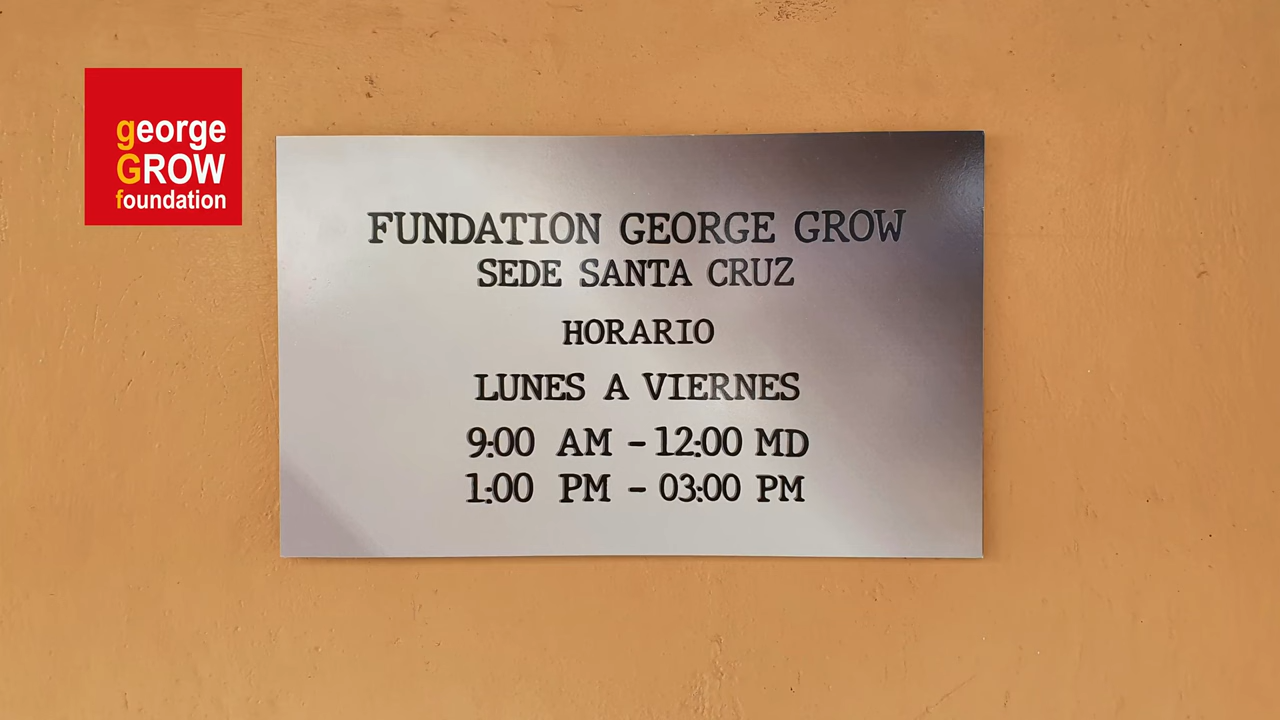 george
GROW
foundation
FUNDATION GEORGE GROW
SEDE SANTA CRUZ
HORARIO
LUNES A VIERNES
9:00 AM - 12:00 MD
1:00 PM - 03:00 PM